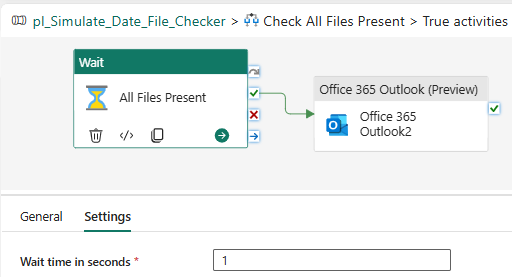 pl_Simulate_Date_File_Checker > Check All Files Present > True activities
Wait
All Files Present
</>
Office 365 Outlook (Preview)
Office 365
Outlook2
General Settings
Wait time in seconds *
1